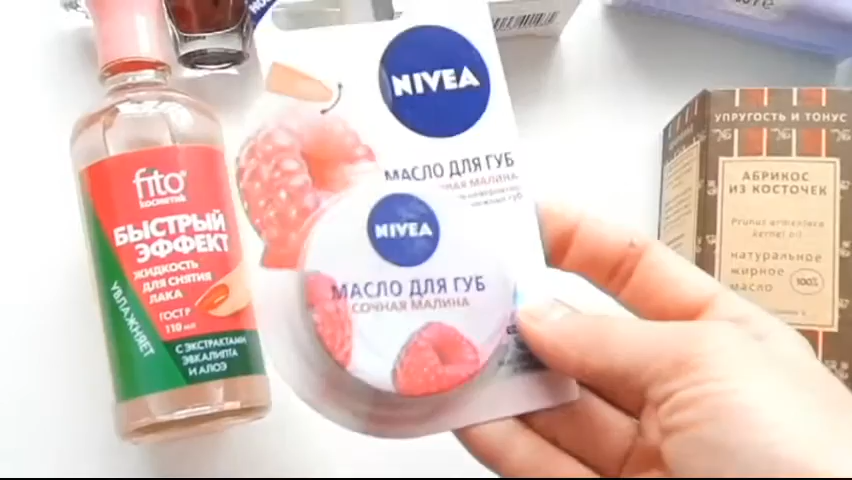 fito
КОСМЕТИК
БЫСТРЫЙ
ЭФФЕКТ
ЖИДКОСТЬ
ДЛЯ СНЯТИЯ
ЛАКА
ГОСТ Р
110 мл
УВЛАЖНЯЕТ
С ЭКСТРАКТАМИ
ЭВКАЛИПТА
И АЛОЭ
NIVEA
МАСЛО ДЛЯ ГУБ
МАЛИНА
нежных губ
NIVEA
МАСЛО ДЛЯ ГУБ
СОЧНАЯ МАЛИНА
УПРУГОСТЬ И ТОНУС
АБРИКОС
ИЗ КОСТОЧЕК
Prunus armeniaca
kernel oil
натуральное
жирное
масло
100%